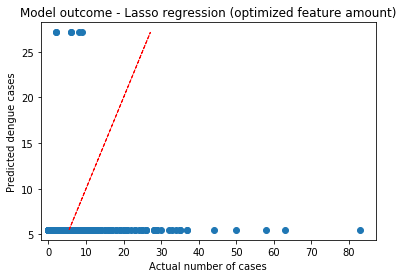 Model outcome - Lasso regression (optimized feature amount)
Predicted dengue cases
25
20
15
10
5
0 10 20 30 40 50 60 70 80
Actual number of cases